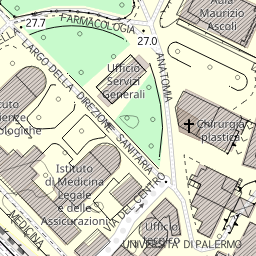 27.7
FARMACOLOGIA
27.0
Aula
Maurizio
Ascoli
LARGO DELLA DIREZIONE SANITARIA
Ufficio
Servizi
Generali
ANATOMIA
Chirurgia
plastica
Istituto
di Medicina
Legale
e delle
Assicurazioni
VIA DEL CENTRO
MEDICINA
Ufficio
UNIVERSITÀ DI PALERMO